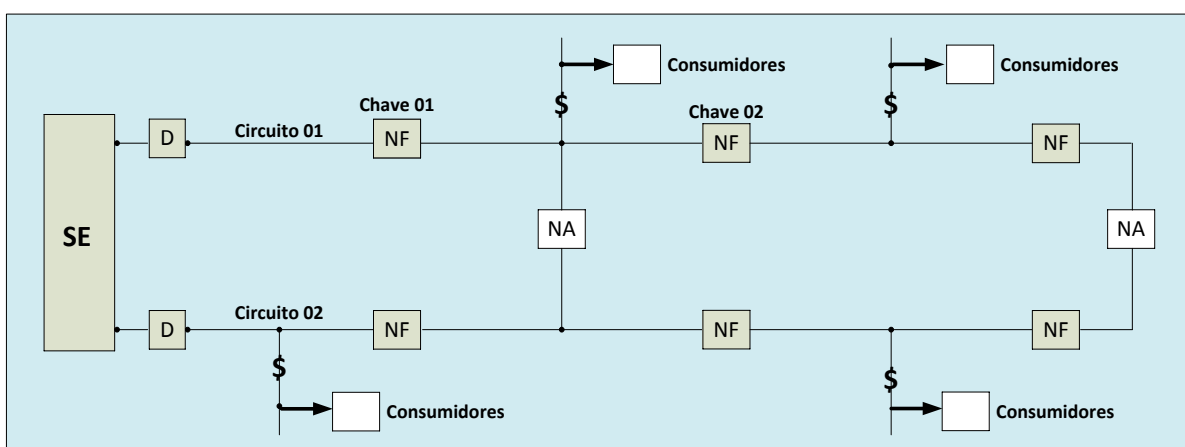 Consumidores
Consumidores
$
$
Chave 01
Chave 02
Circuito 01
D
NF
NF
NF
SE
NA
NA
Circuito 02
D
NF
NF
NF
$
$
Consumidores
Consumidores